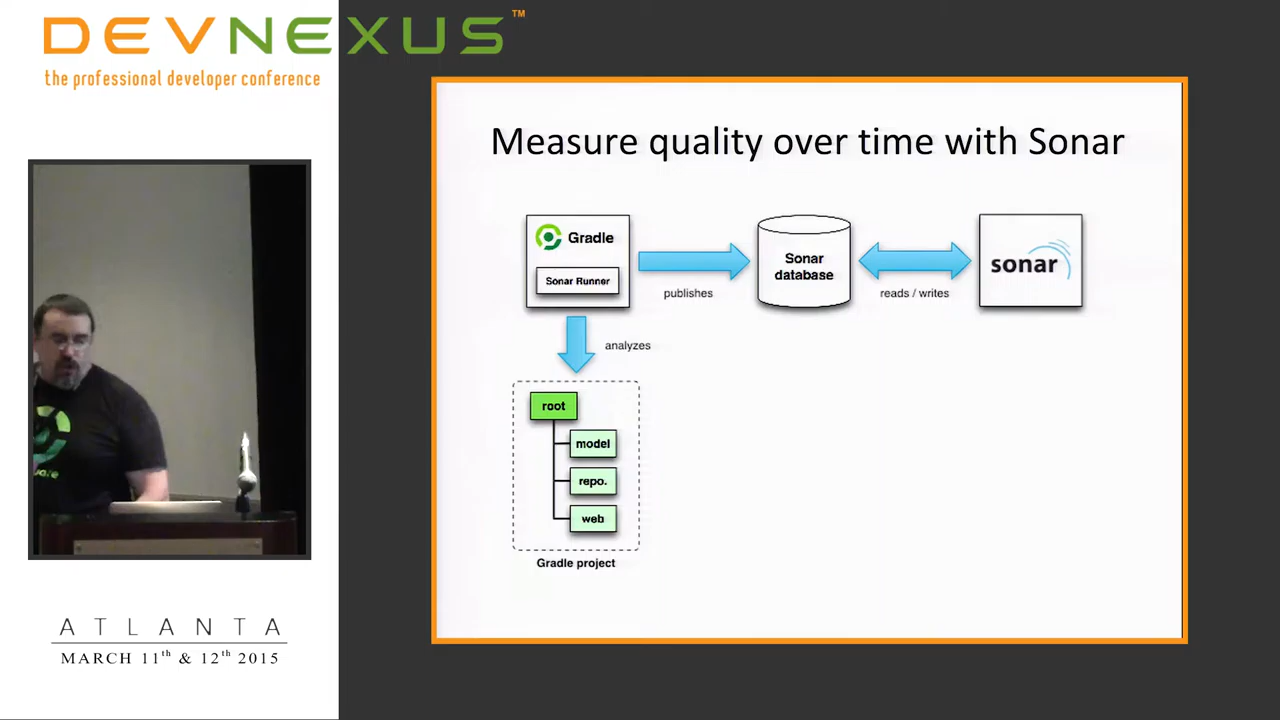 DEVNEXUS™
the professional developer conference
Measure quality over time with Sonar
Gradle
Sonar Runner
publishes
Sonar
database
reads / writes
sonar
analyzes
root
model
repo.
web
Gradle project
ATLANTA
MARCH 11th & 12th 2015